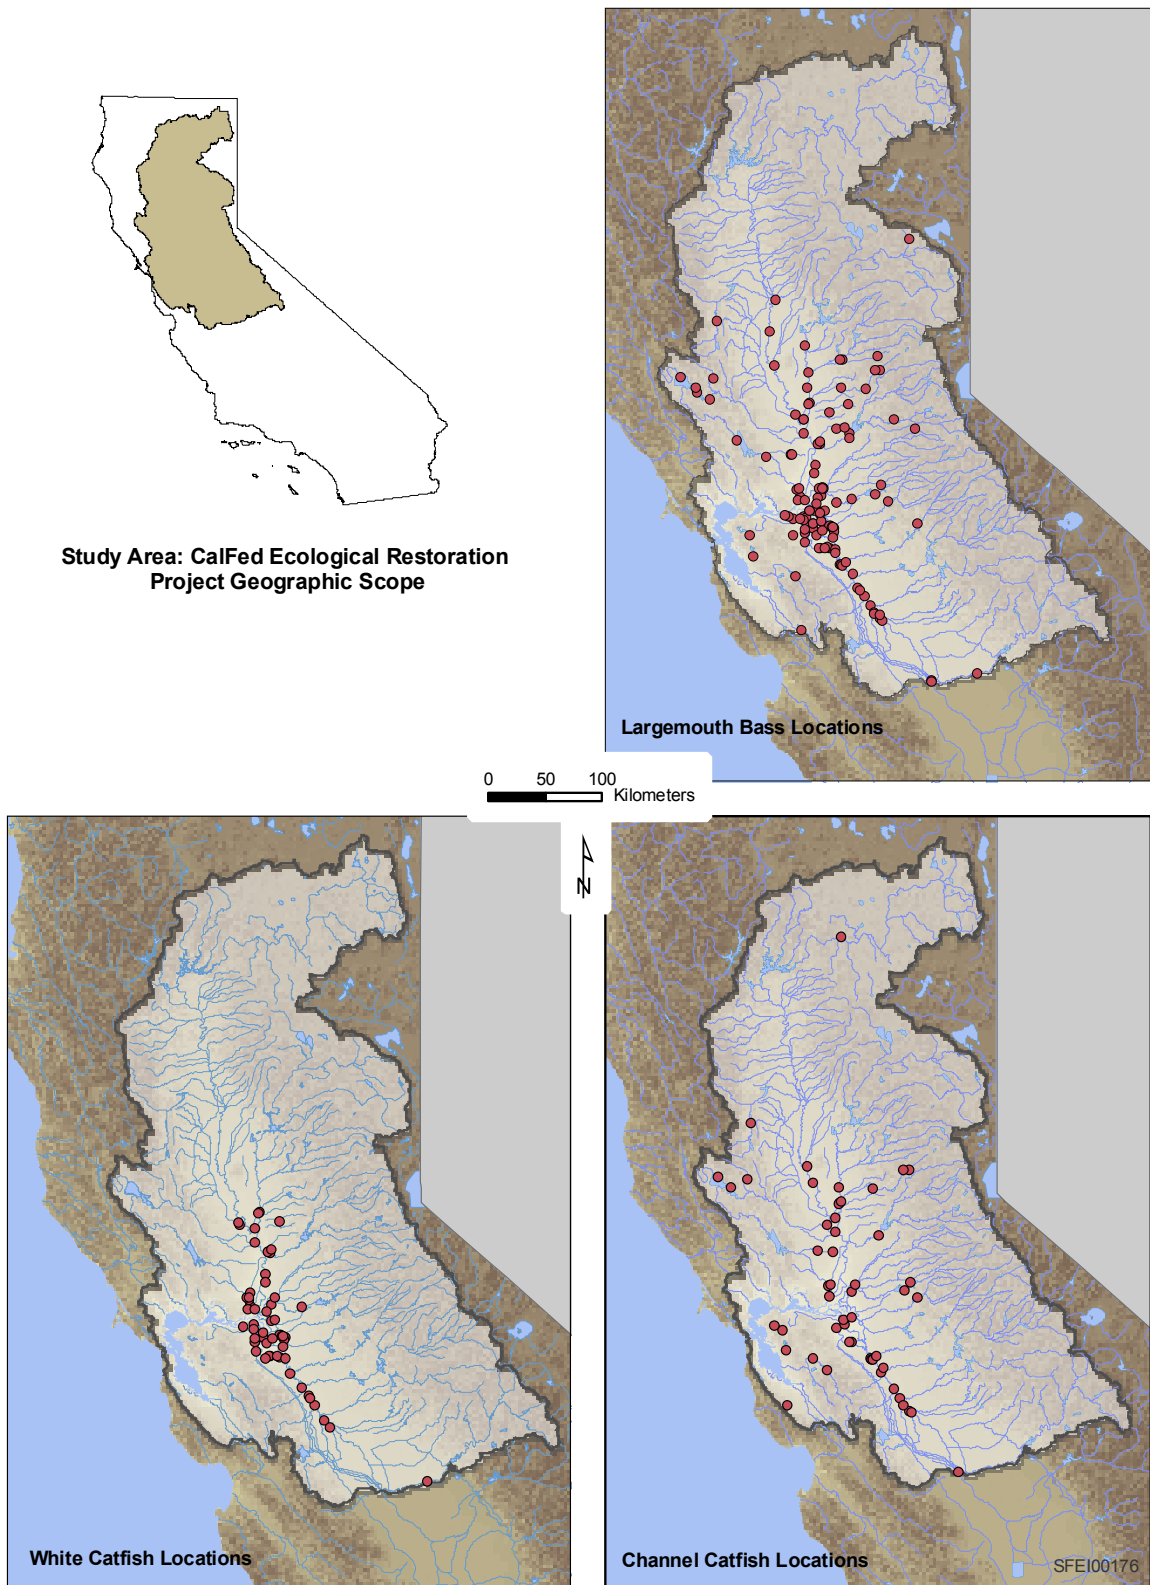 Study Area: CalFed Ecological Restoration
Project Geographic Scope
Largemouth Bass Locations
0 50 100
Kilometers
N
White Catfish Locations
Channel Catfish Locations
SFEI00176